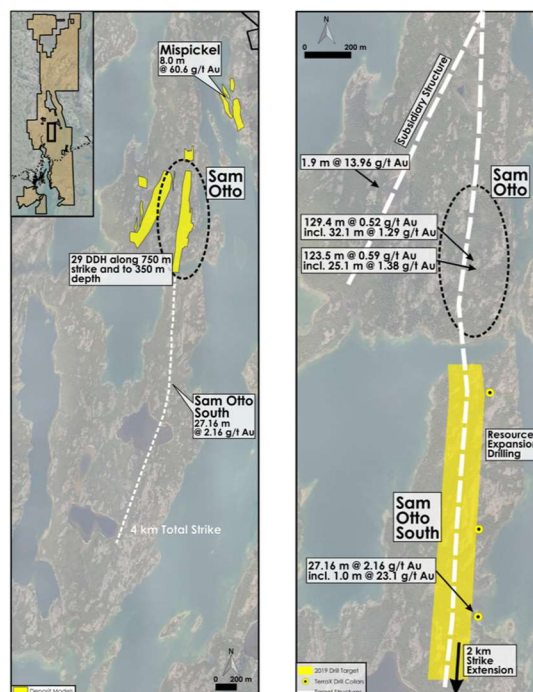 Mispickel
8.0 m
@ 60.6 g/t Au
Sam
Otto
29 DDH along 750 m
strike and to 350 m
depth
Sam Otto
South
27.16 m
@ 2.16 g/t Au
4 km Total Strike
N
200 m
Deposit Models
N
200 m
Subsidiary Structure
1.9 m @ 13.96 g/t Au
Sam
Otto
129.4 m @ 0.52 g/t Au
incl. 32.1 m @ 1.29 g/t Au
123.5 m @ 0.59 g/t Au
incl. 25.1 m @ 1.38 g/t Au
Resource
Expansion
Drilling
Sam
Otto
South
27.16 m @ 2.16 g/t Au
incl. 1.0 m @ 23.1 g/t Au
2 km
Strike
Extension
2019 Drill Target
TerraX Drill Collars